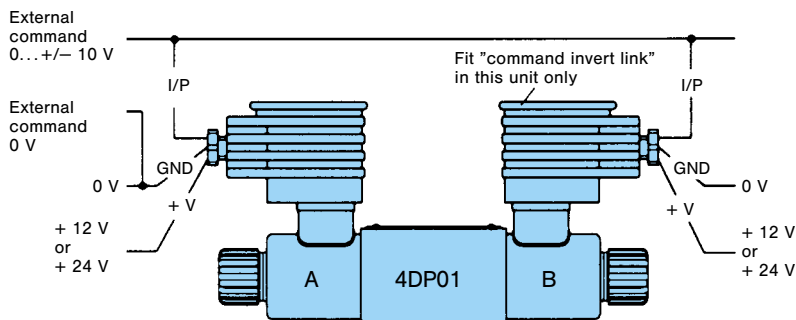 External
command
0...+/– 10 V
I/P
External
command
0 V
GND
0 V
+ V
+ 12 V
or
+ 24 V
Fit ”command invert link”
in this unit only
I/P
GND
0 V
+ V
+ 12 V
or
+ 24 V
A
4DP01
B